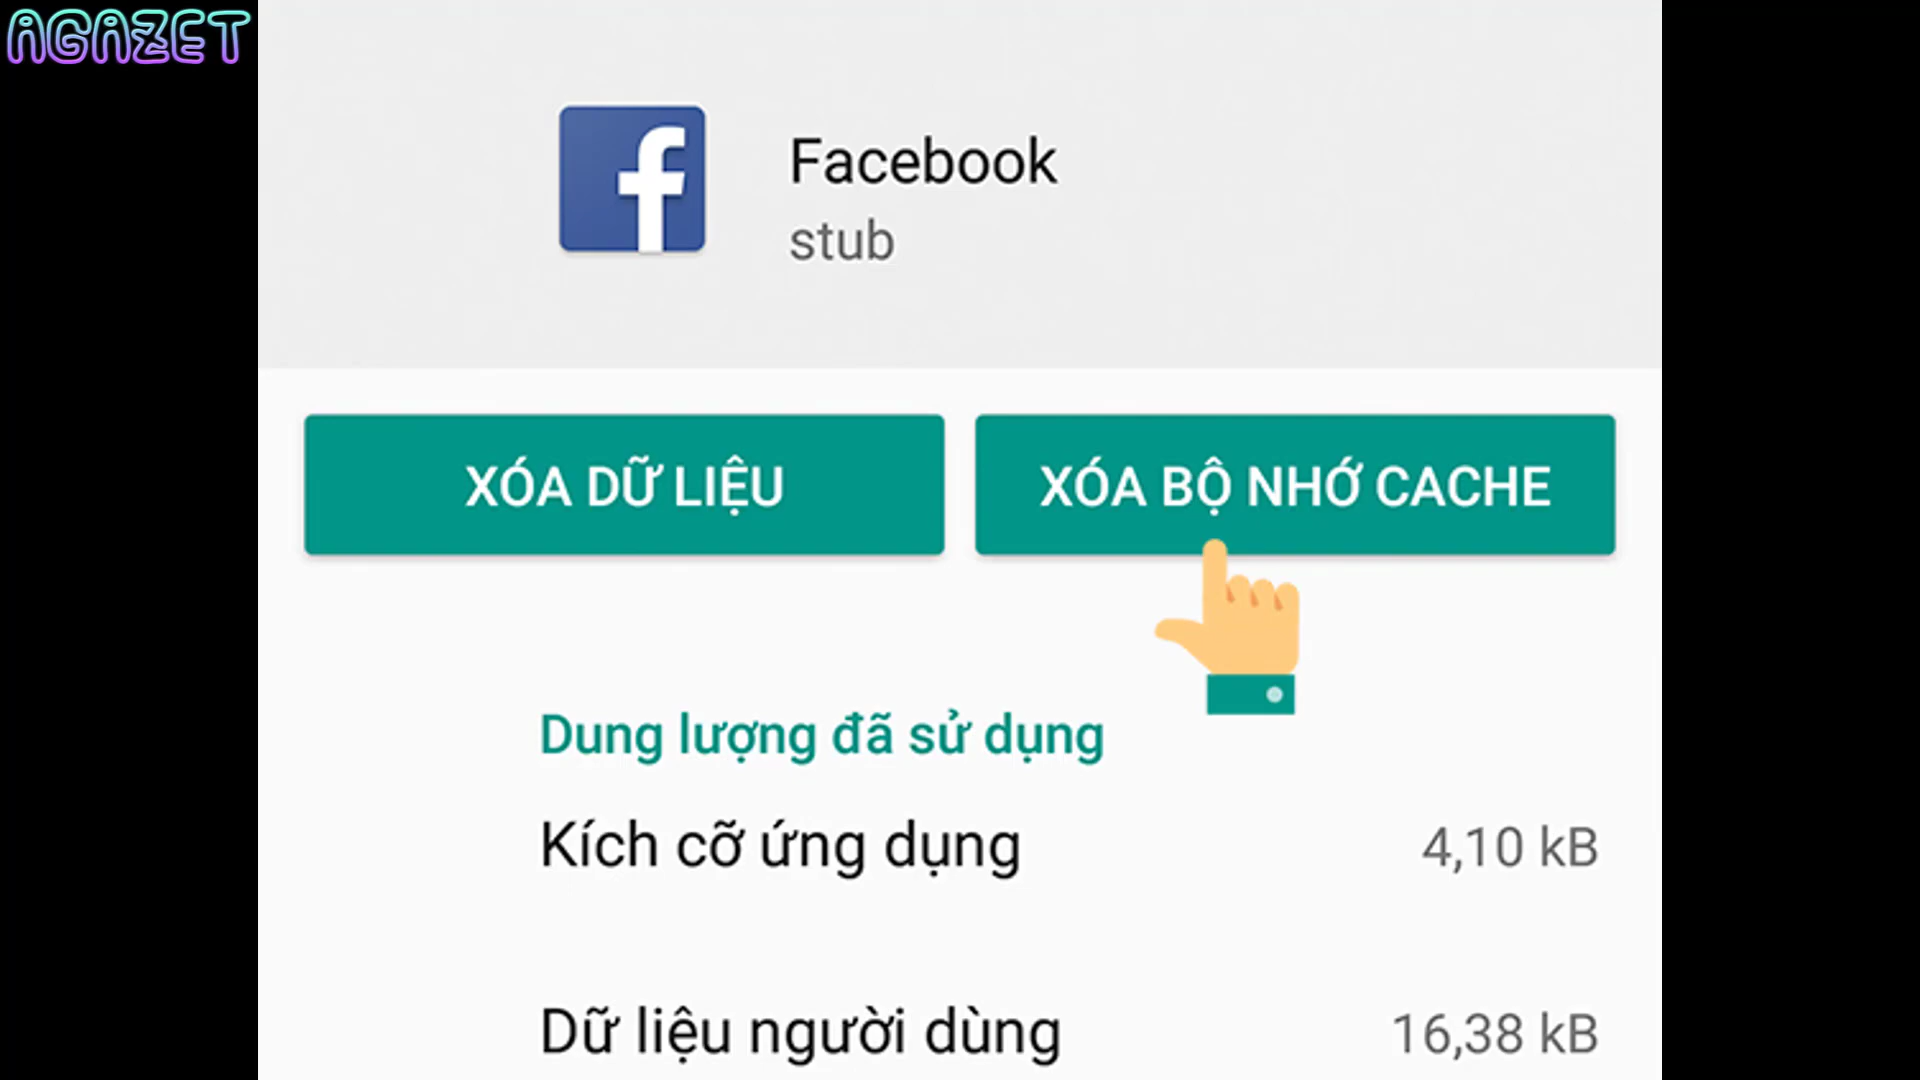 AGAZET
Facebook
stub
XÓA DỮ LIỆU
XÓA BỘ NHỚ CACHE
Dung lượng đã sử dụng
Kích cỡ ứng dụng 4,10 kB
Dữ liệu người dùng 16,38 kB